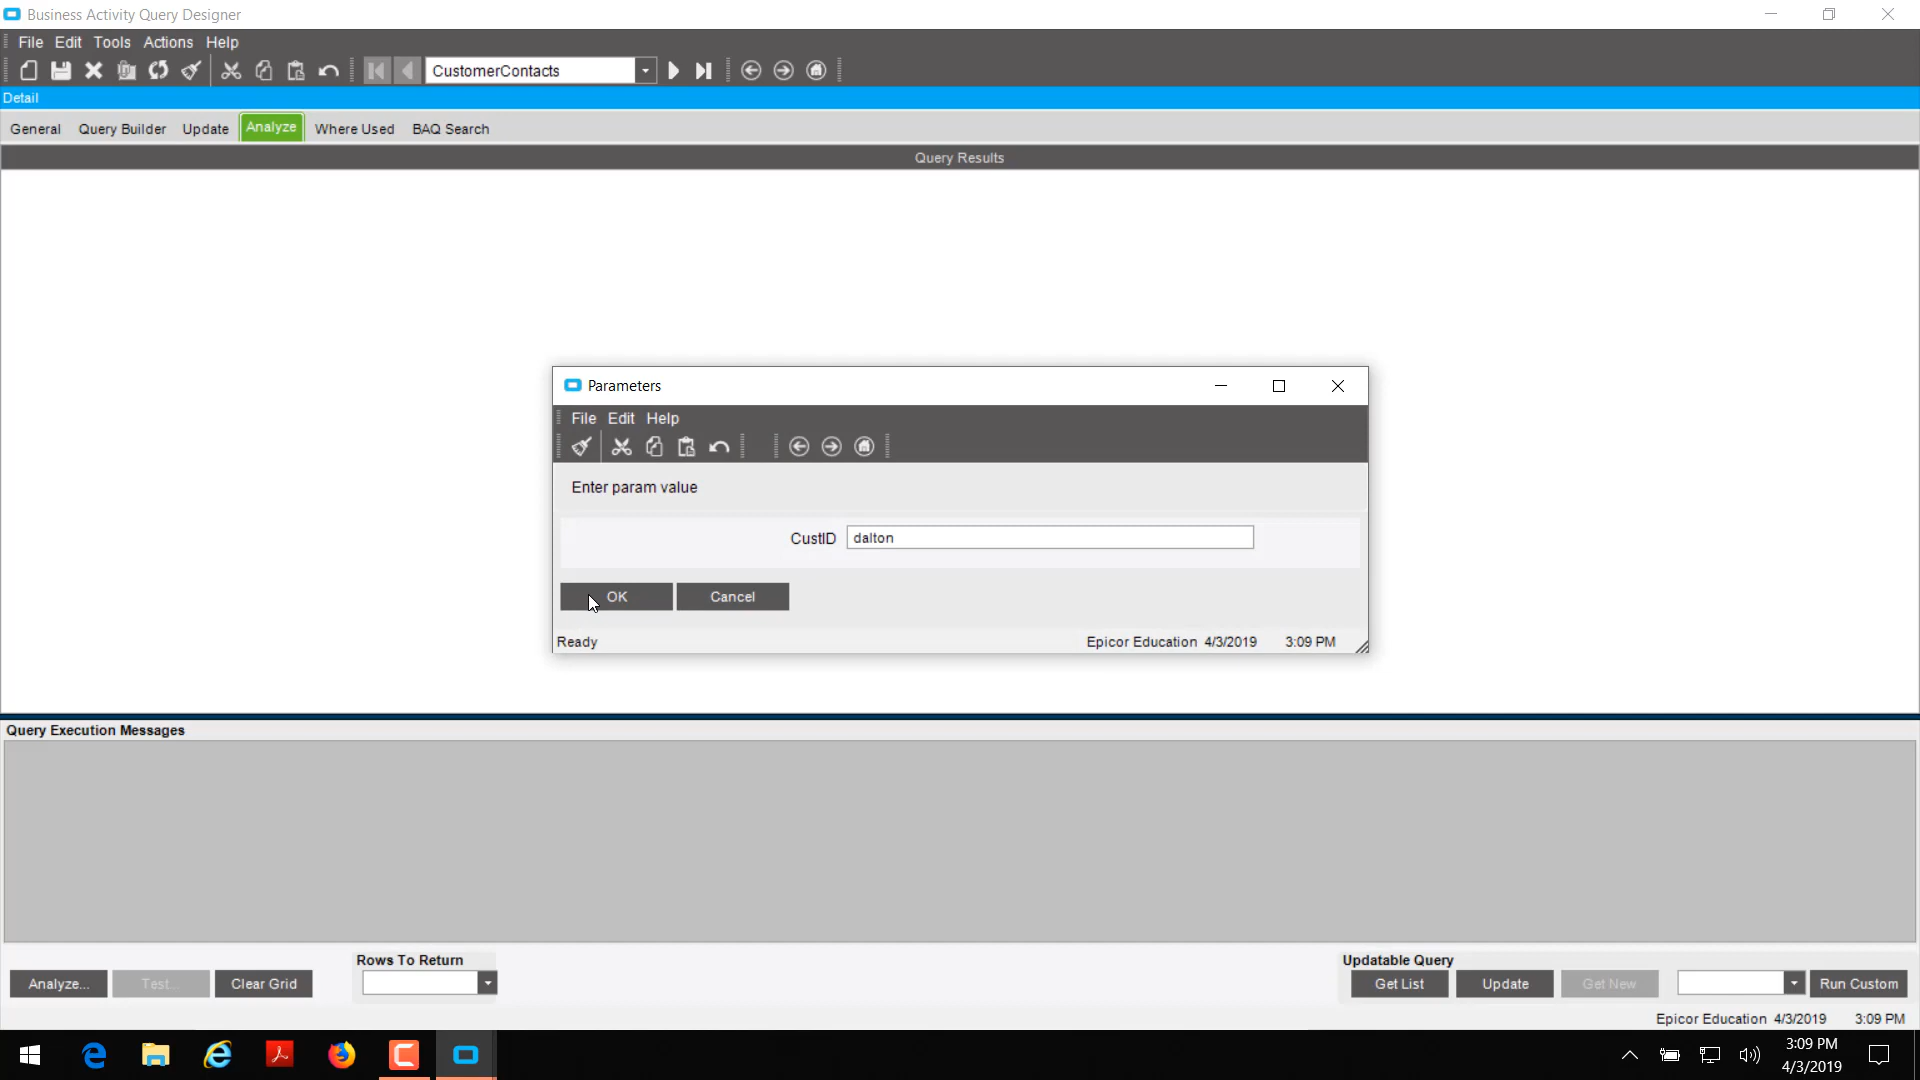 Business Activity Query Designer
File Edit Tools Actions Help
CustomerContacts
Detail
General Query Builder Update Analyze Where Used BAQ Search
Query Results
Parameters
File Edit Help
Enter param value
CustID dalton
OK Cancel
Ready Epicor Education 4/3/2019 3:09 PM
Query Execution Messages
Rows To Return Updatable Query
Analyze... Test... Clear Grid Get List Update Get New Run Custom
Epicor Education 4/3/2019 3:09 PM
3:09 PM
4/3/2019